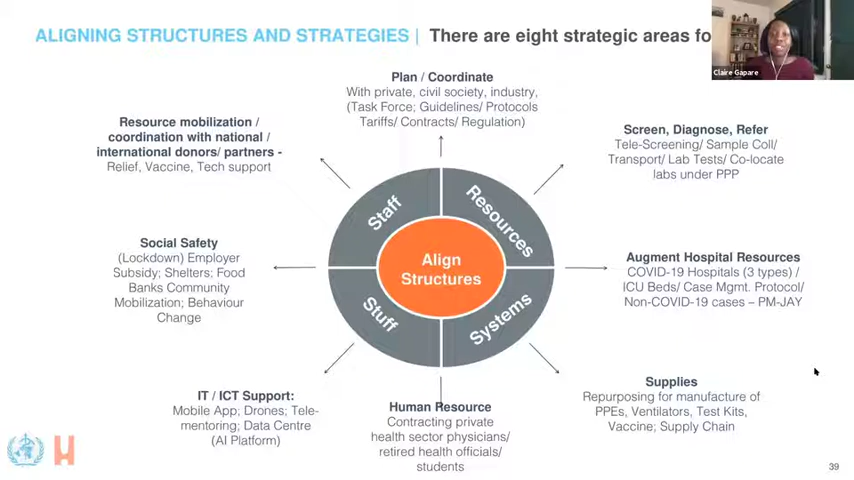 ALIGNING STRUCTURES AND STRATEGIES | There are eight strategic areas fo
Claire Gapare
Plan / Coordinate
With private, civil society, industry,
(Task Force; Guidelines/ Protocols
Tariffs/ Contracts/ Regulation)
Resource mobilization /
coordination with national /
international donors/ partners -
Relief, Vaccine, Tech support
Screen, Diagnose, Refer
Tele-Screening/ Sample Coll/
Transport/ Lab Tests/ Co-locate
labs under PPP
Staff
Resources
Align
Structures
Stuff
Systems
Social Safety
(Lockdown) Employer
Subsidy; Shelters; Food
Banks Community
Mobilization; Behaviour
Change
Augment Hospital Resources
COVID-19 Hospitals (3 types) /
ICU Beds/ Case Mgmt. Protocol/
Non-COVID-19 cases – PM-JAY
IT / ICT Support:
Mobile App; Drones; Tele-
mentoring; Data Centre
(AI Platform)
Human Resource
Contracting private
health sector physicians/
retired health officials/
students
Supplies
Repurposing for manufacture of
PPEs, Ventilators, Test Kits,
Vaccine; Supply Chain
39